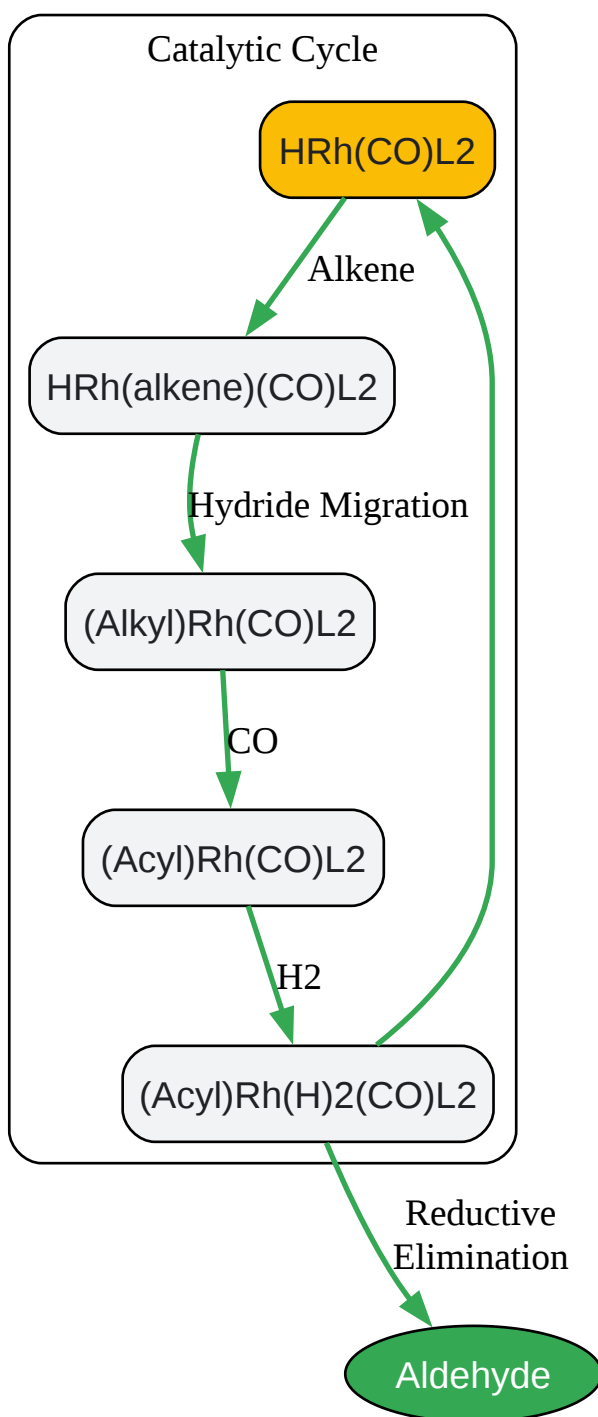 Catalytic Cycle
HRh(CO)L2
Alkene
HRh(alkene)(CO)L2
Hydride Migration
(Alkyl)Rh(CO)L2
CO
(Acyl)Rh(CO)L2
H2
(Acyl)Rh(H)2(CO)L2
Reductive
Elimination
Aldehyde